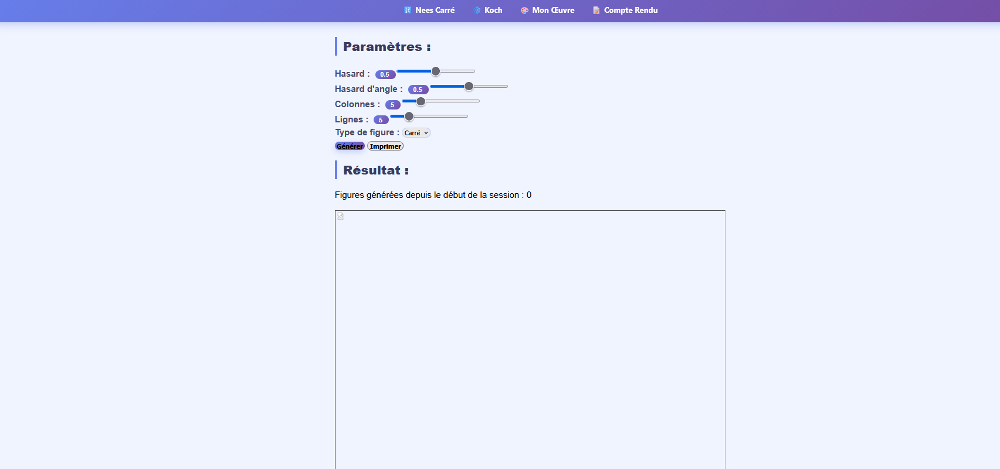 Nees Carré Koch Mon Œuvre Compte Rendu
Paramètres :
Hasard : 0.5
Hasard d'angle : 0.5
Colonnes : 5
Lignes : 5
Type de figure : Carré
Générer Imprimer
Résultat :
Figures générées depuis le début de la session : 0